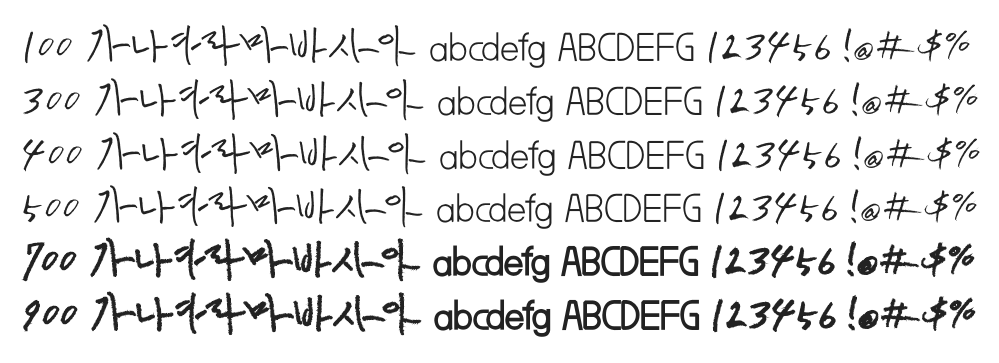 100 가나다라마바사아 abcdefg ABCDEFG 123456 !@# $%
300 가나다라마바사아 abcdefg ABCDEFG 123456 !@# $%
400 가나다라마바사아 abcdefg ABCDEFG 123456 !@# $%
500 가나다라마바사아 abcdefg ABCDEFG 123456 !@# $%
700 가나다라마바사아 abcdefg ABCDEFG 123456 !@# $%
900 가나다라마바사아 abcdefg ABCDEFG 123456 !@# $%